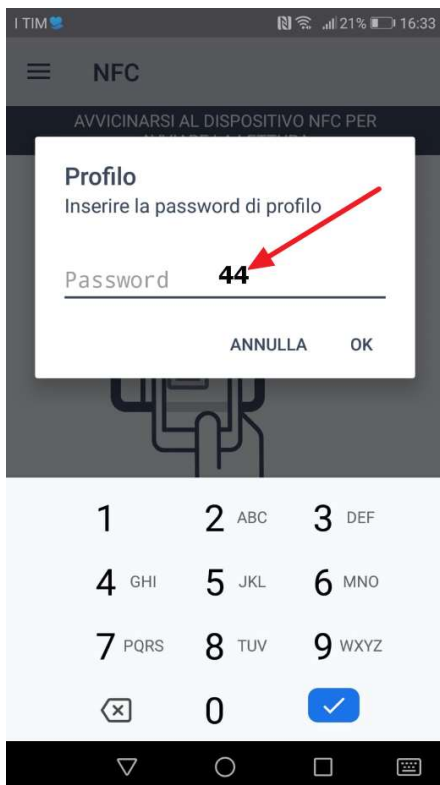 I TIM 21% 16:33
NFC
AVVICINARSI AL DISPOSITIVO NFC PER
Profilo
Inserire la password di profilo
Password 44
ANNULLA OK
1 2 ABC 3 DEF
4 GHI 5 JKL 6 MNO
7 PQRS 8 TUV 9 WXYZ
0